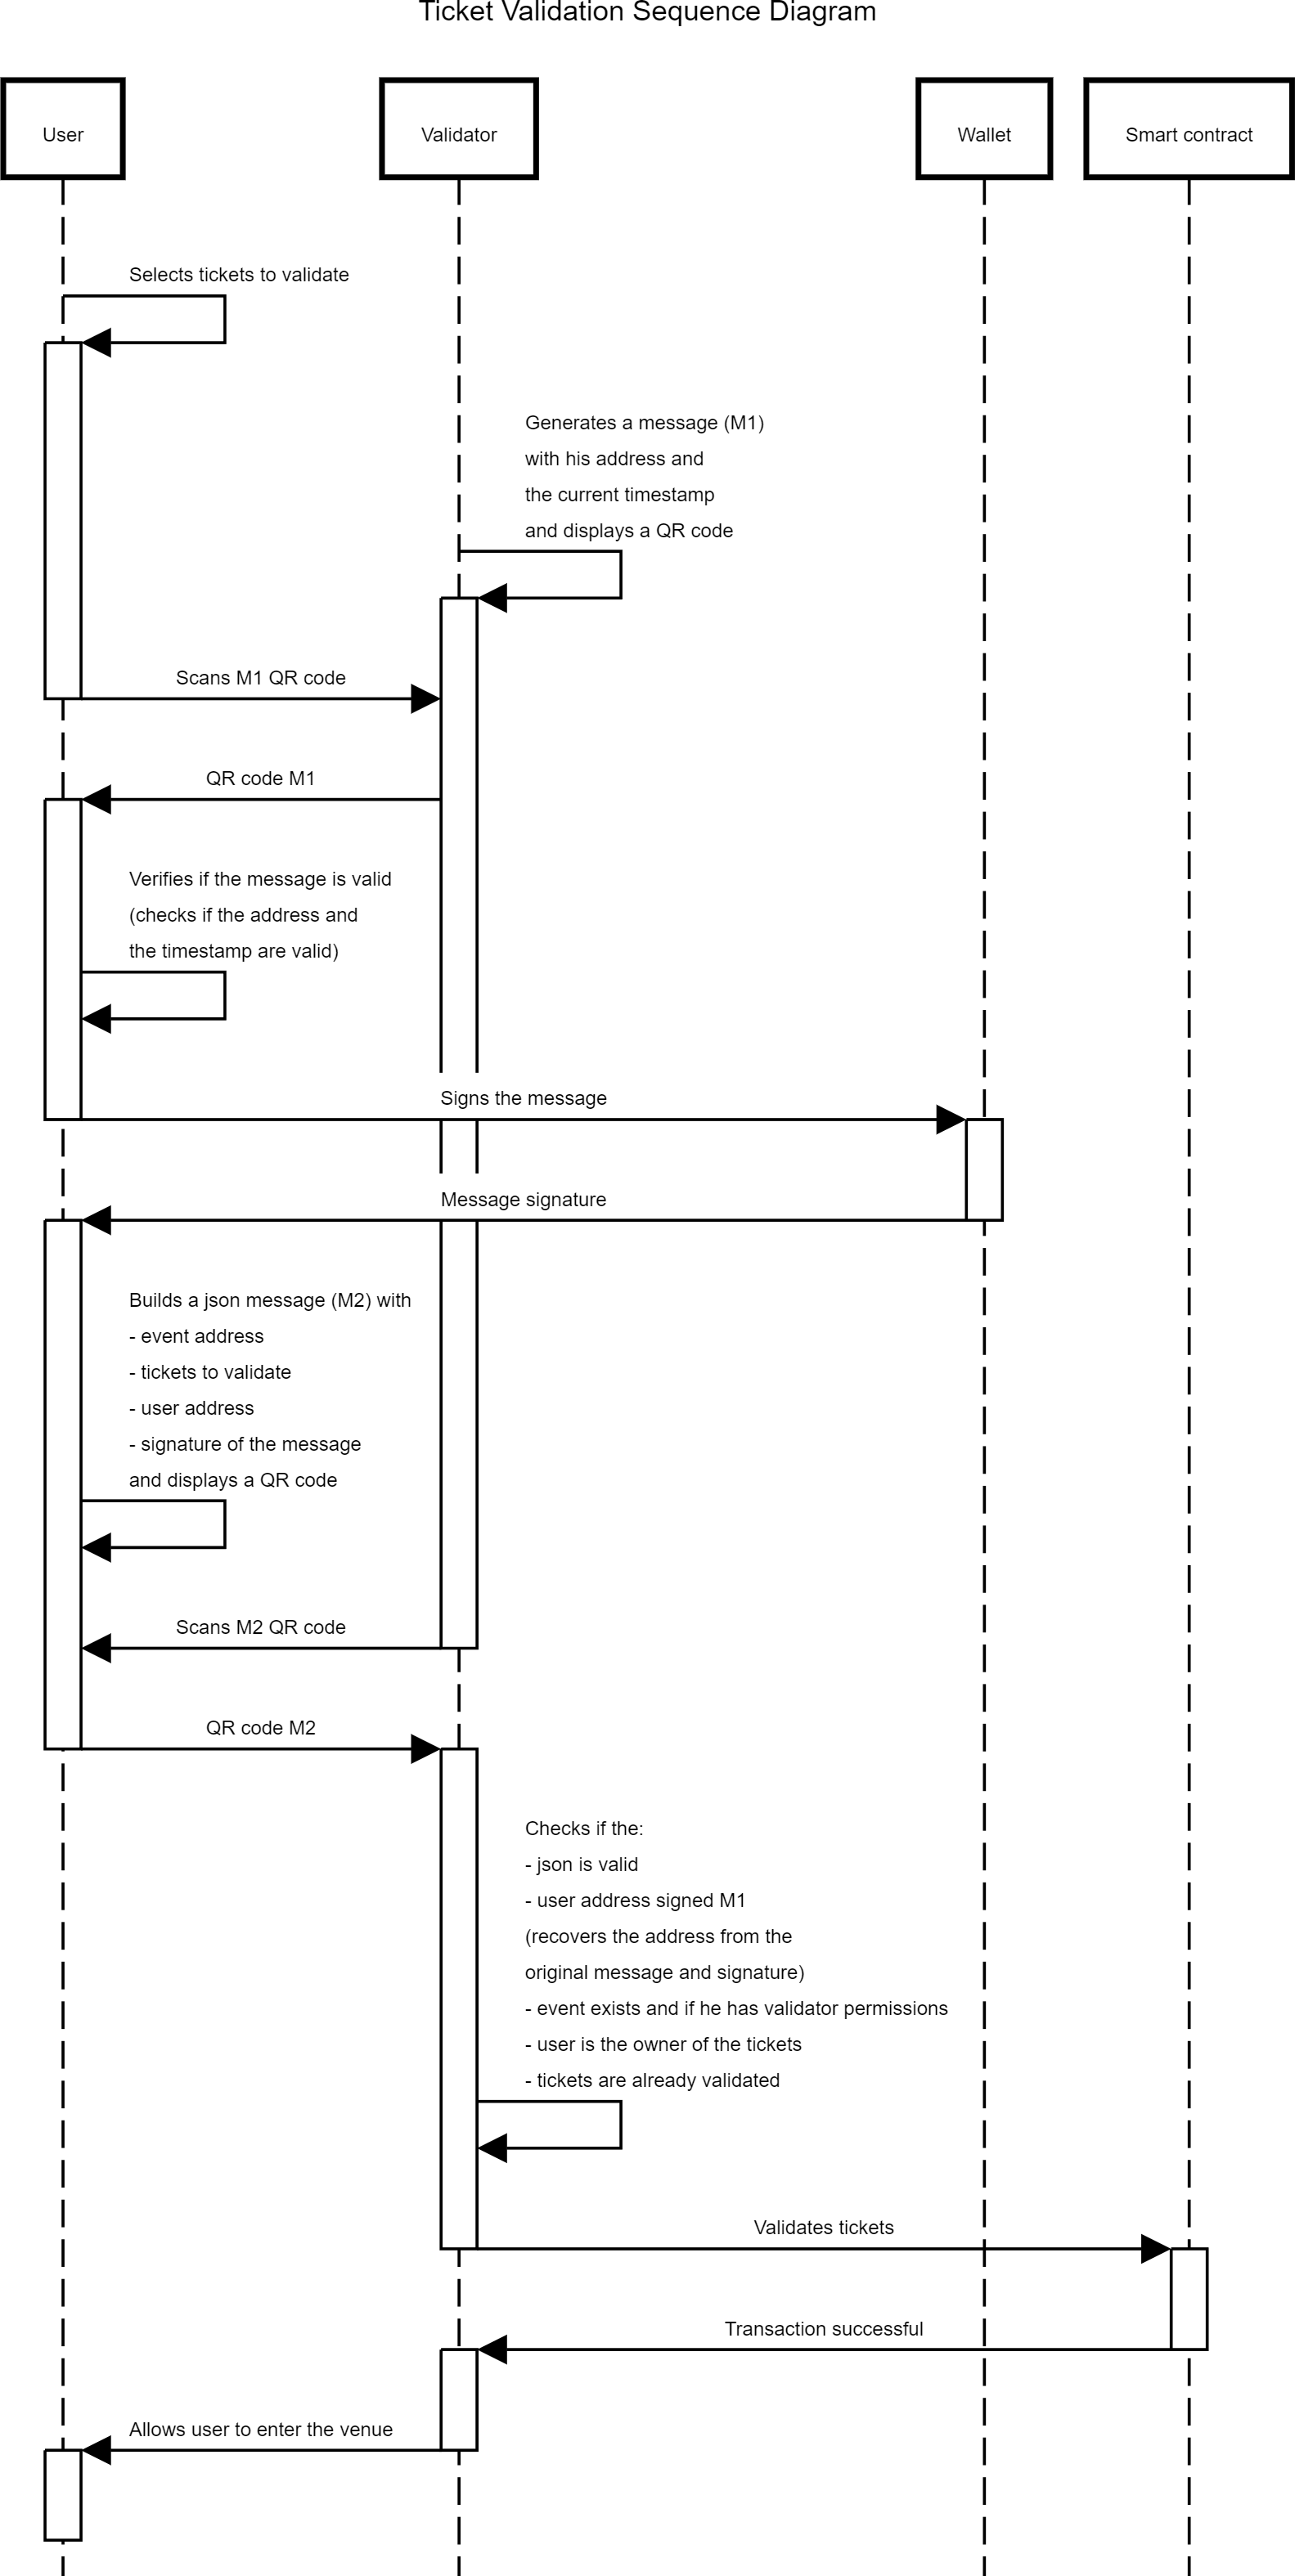 Ticket Validation Sequence Diagram
User
Validator
Wallet
Smart contract
Selects tickets to validate
Generates a message (M1)
with his address and
the current timestamp
and displays a QR code
Scans M1 QR code
QR code M1
Verifies if the message is valid
(checks if the address and
the timestamp are valid)
Signs the message
Message signature
Builds a json message (M2) with
- event address
- tickets to validate
- user address
- signature of the message
and displays a QR code
Scans M2 QR code
QR code M2
Checks if the:
- json is valid
- user address signed M1
(recovers the address from the
original message and signature)
- event exists and if he has validator permissions
- user is the owner of the tickets
- tickets are already validated
Validates tickets
Transaction successful
Allows user to enter the venue